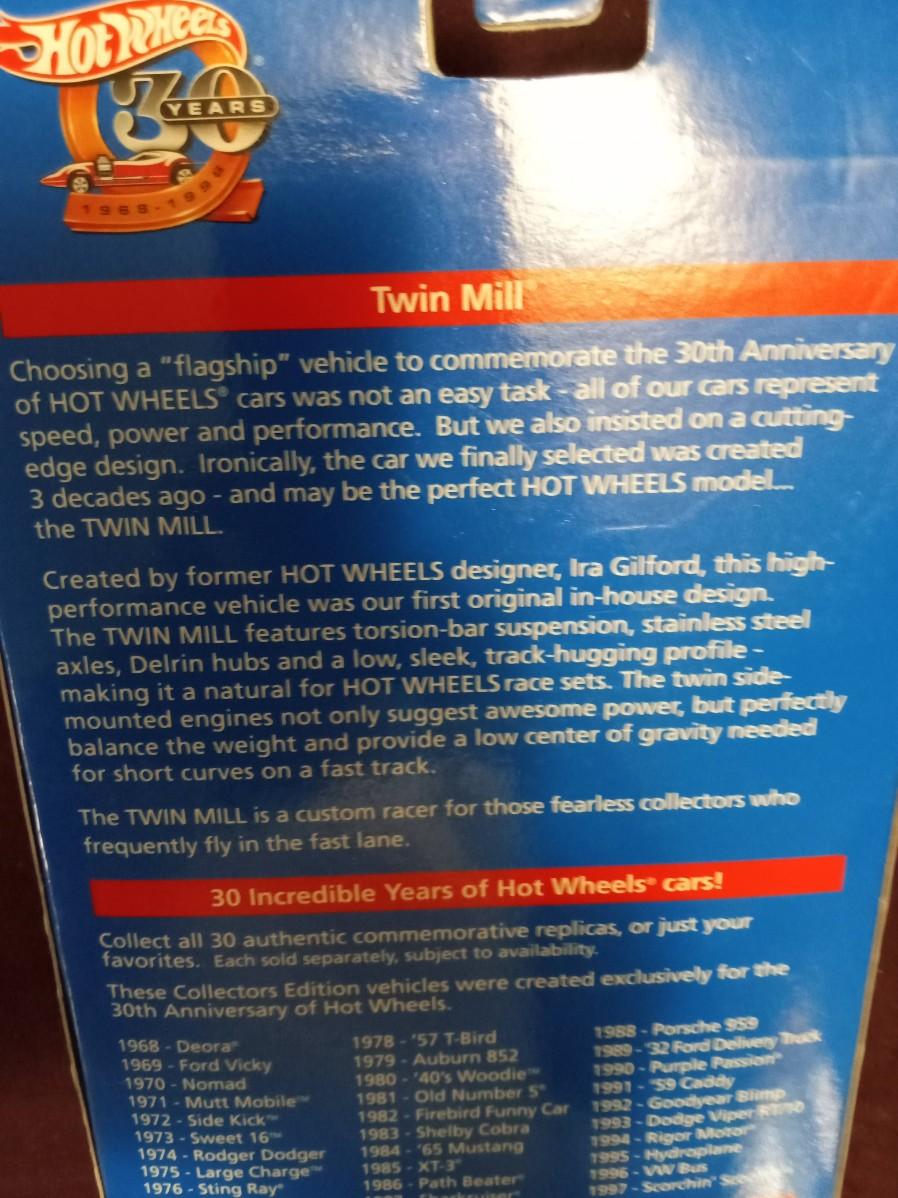 Hot Wheels®
30
YEARS
1968-1998
Twin Mill®
Choosing a "flagship" vehicle to commemorate the 30th Anniversary
of HOT WHEELS® cars was not an easy task - all of our cars represent
speed, power and performance. But we also insisted on a cutting-
edge design. Ironically, the car we finally selected was created
3 decades ago - and may be the perfect HOT WHEELS model...
the TWIN MILL.
Created by former HOT WHEELS designer, Ira Gilford, this high-
performance vehicle was our first original in-house design.
The TWIN MILL features torsion-bar suspension, stainless steel
axles, Delrin hubs and a low, sleek, track-hugging profile -
making it a natural for HOT WHEELS race sets. The twin side-
mounted engines not only suggest awesome power, but perfectly
balance the weight and provide a low center of gravity needed
for short curves on a fast track.
The TWIN MILL is a custom racer for those fearless collectors who
frequently fly in the fast lane.
30 Incredible Years of Hot Wheels® cars!
Collect all 30 authentic commemorative replicas, or just your
favorites. Each sold separately, subject to availability.
These Collectors Edition vehicles were created exclusively for the
30th Anniversary of Hot Wheels.
1968 - Deora®
1969 - Ford Vicky
1970 - Nomad
1971 - Mutt Mobile™
1972 - Side Kick™
1973 - Sweet 16™
1974 - Rodger Dodger
1975 - Large Charge™
1976 - Sting Ray®
1978 - '57 T-Bird
1979 - Auburn 852
1980 - '40's Woodie™
1981 - Old Number 5®
1982 - Firebird Funny Car
1983 - Shelby Cobra
1984 - '65 Mustang
1985 - XT-3®
1986 - Path Beater®
1988 - Porsche 959
1989 - '32 Ford Delivery Truck
1990 - Purple Passion®
1991 - '59 Caddy
1992 - Goodyear Blimp
1993 - Dodge Viper RT/10
1994 - Rigor Motor®
1995 - Hydroplane
1996 - VW Bus
1997 - Scorchin'